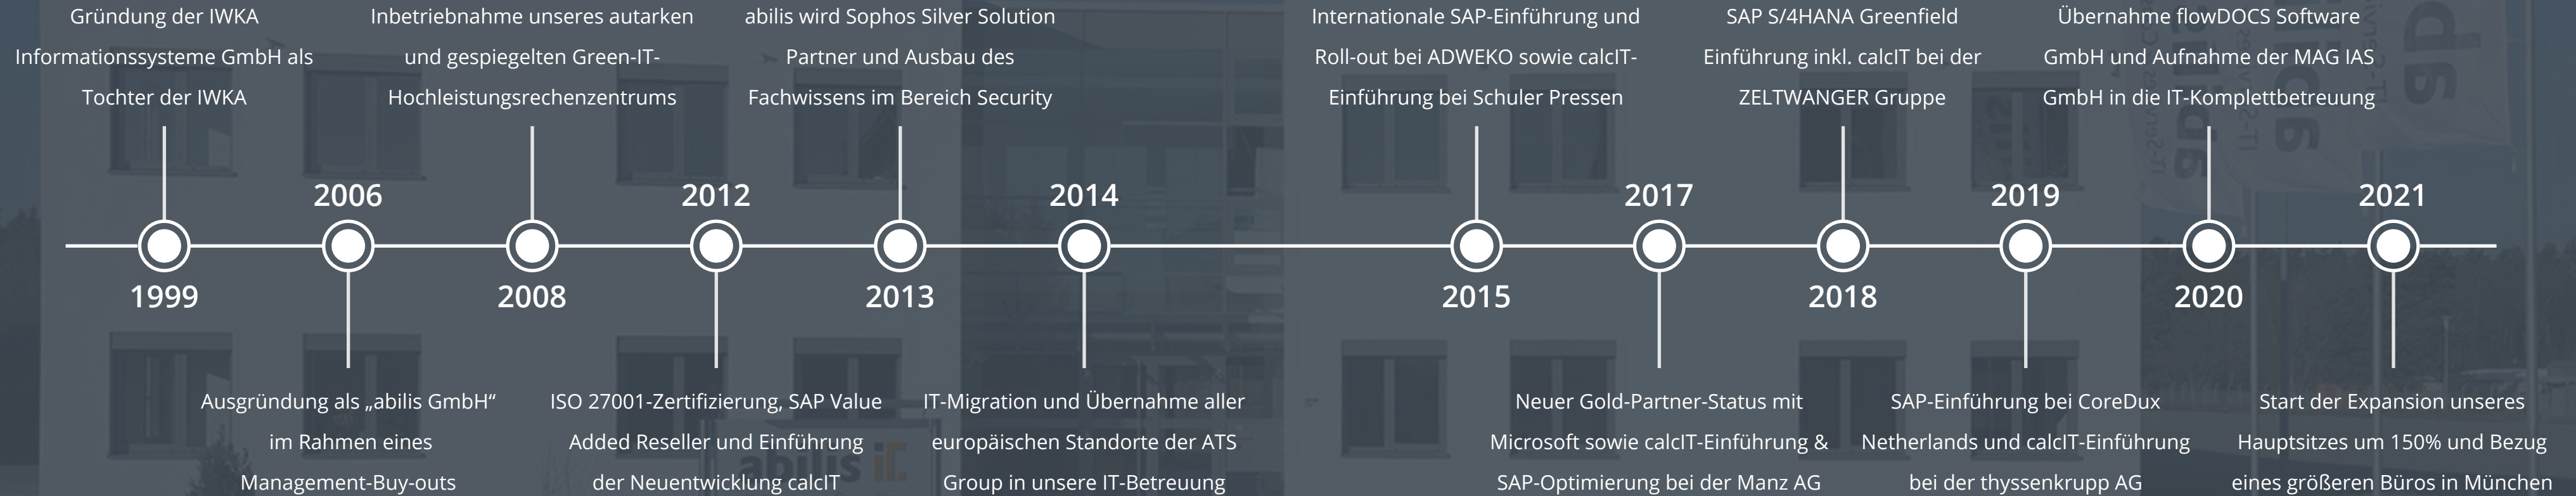 Gründung der IWKA
Informationssysteme GmbH als
Tochter der IWKA
1999
2006
Ausgründung als „abilis GmbH“
im Rahmen eines
Management-Buy-outs
Inbetriebnahme unseres autarken
und gespiegelten Green-IT-
Hochleistungsrechenzentrums
2008
2012
ISO 27001-Zertifizierung, SAP Value
Added Reseller und Einführung
der Neuentwicklung calcIT
abilis wird Sophos Silver Solution
Partner und Ausbau des
Fachwissens im Bereich Security
2013
2014
IT-Migration und Übernahme aller
europäischen Standorte der ATS
Group in unsere IT-Betreuung
Internationale SAP-Einführung und
Roll-out bei ADWEKO sowie calcIT-
Einführung bei Schuler Pressen
2015
2017
Neuer Gold-Partner-Status mit
Microsoft sowie calcIT-Einführung &
SAP-Optimierung bei der Manz AG
SAP S/4HANA Greenfield
Einführung inkl. calcIT bei der
ZELTWANGER Gruppe
2018
2019
SAP-Einführung bei CoreDux
Netherlands und calcIT-Einführung
bei der thyssenkrupp AG
Übernahme flowDOCS Software
GmbH und Aufnahme der MAG IAS
GmbH in die IT-Komplettbetreuung
2020
2021
Start der Expansion unseres
Hauptsitzes um 150% und Bezug
eines größeren Büros in München
abilis